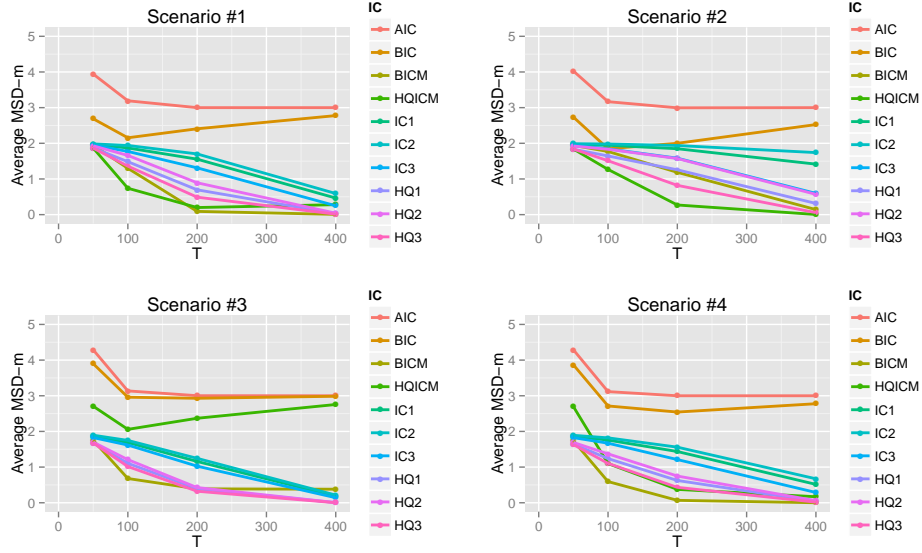 Scenario #1
Average MSD−m
5
4
3
2
1
0
0 100 200 300 400
T
IC
AIC
BIC
BICM
HQICM
IC1
IC2
IC3
HQ1
HQ2
HQ3
Scenario #2
Average MSD−m
5
4
3
2
1
0
0 100 200 300 400
T
IC
AIC
BIC
BICM
HQICM
IC1
IC2
IC3
HQ1
HQ2
HQ3
Scenario #3
Average MSD−m
5
4
3
2
1
0
0 100 200 300 400
T
IC
AIC
BIC
BICM
HQICM
IC1
IC2
IC3
HQ1
HQ2
HQ3
Scenario #4
Average MSD−m
5
4
3
2
1
0
0 100 200 300 400
T
IC
AIC
BIC
BICM
HQICM
IC1
IC2
IC3
HQ1
HQ2
HQ3